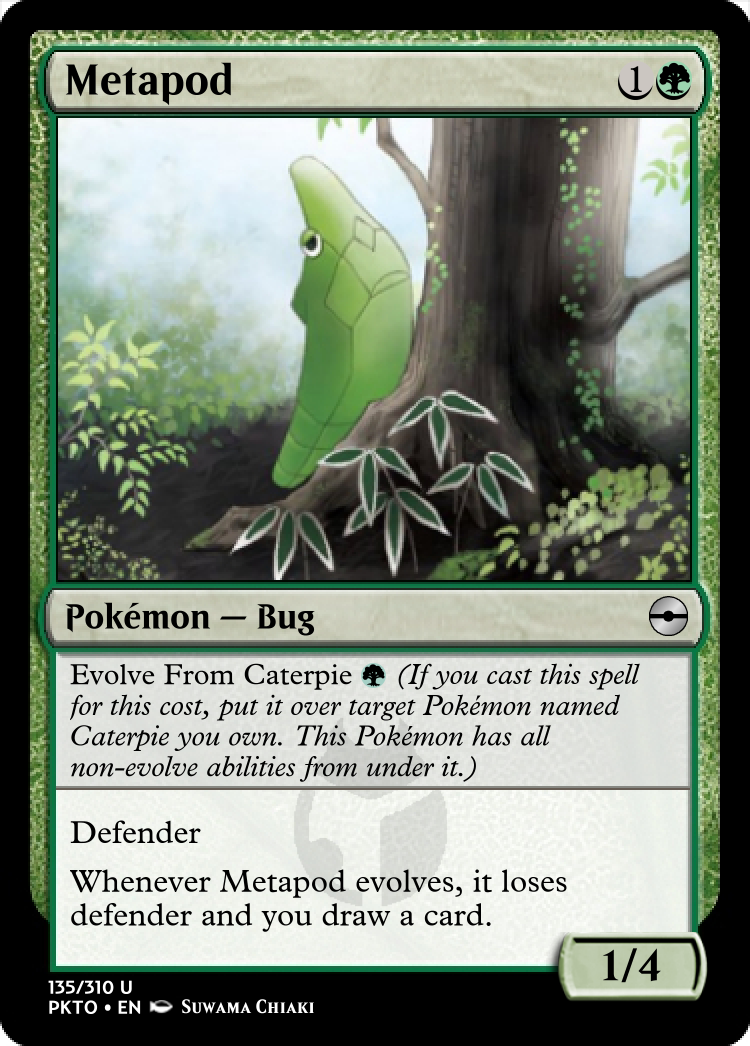 Metapod 1
Pokémon — Bug
Evolve From Caterpie (If you cast this spell
for this cost, put it over target Pokémon named
Caterpie you own. This Pokémon has all
non-evolve abilities from under it.)
Defender
Whenever Metapod evolves, it loses
defender and you draw a card.
1/4
135/310 U
PKTO • EN Suwama Chiaki